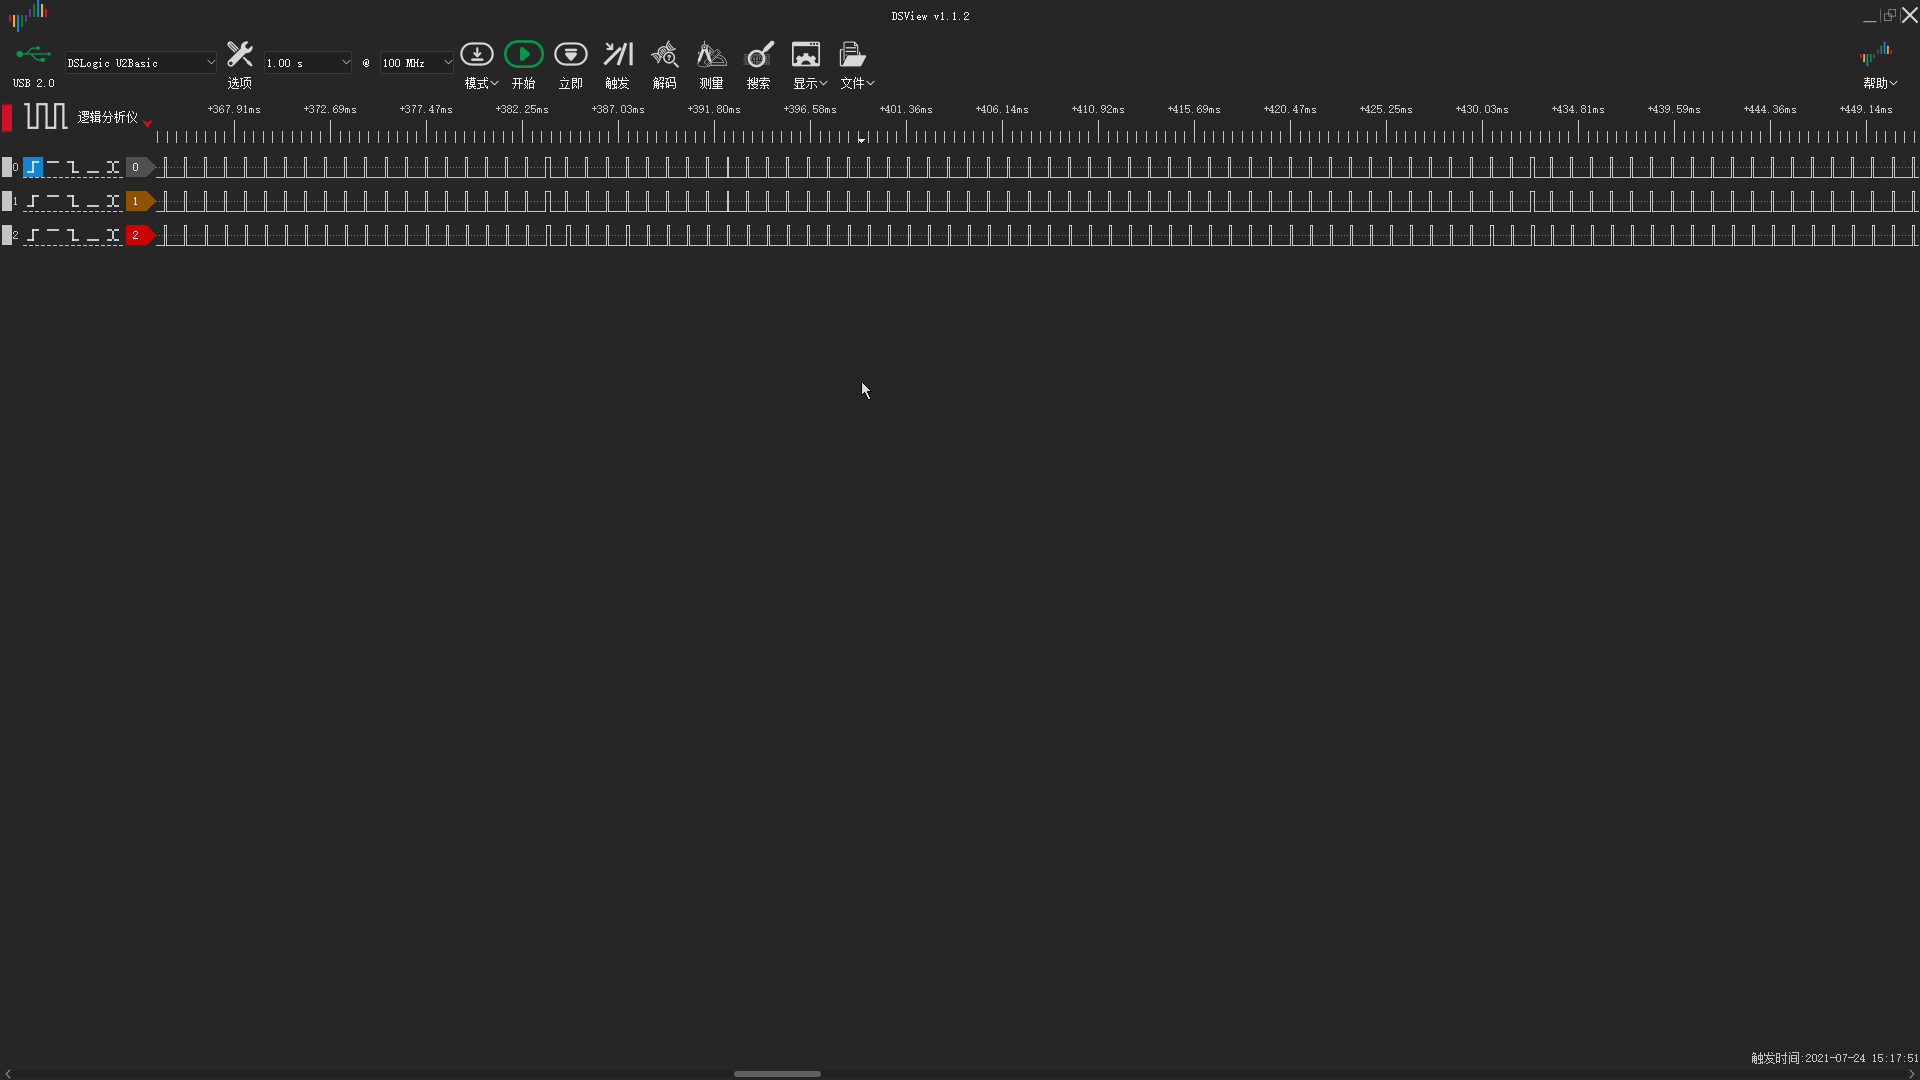 DSView v1.1.2
USB 2.0
DSLogic U2Basic
选项
1.00 s
@
100 MHz
模式
开始
立即
触发
解码
测量
搜索
显示
文件
帮助
逻辑分析仪
+367.91ms +372.69ms +377.47ms +382.25ms +387.03ms +391.80ms +396.58ms +401.36ms +406.14ms +410.92ms +415.69ms +420.47ms +425.25ms +430.03ms +434.81ms +439.59ms +444.36ms +449.14ms
0 0
1 1
2 2
触发时间:2021-07-24 15:17:51